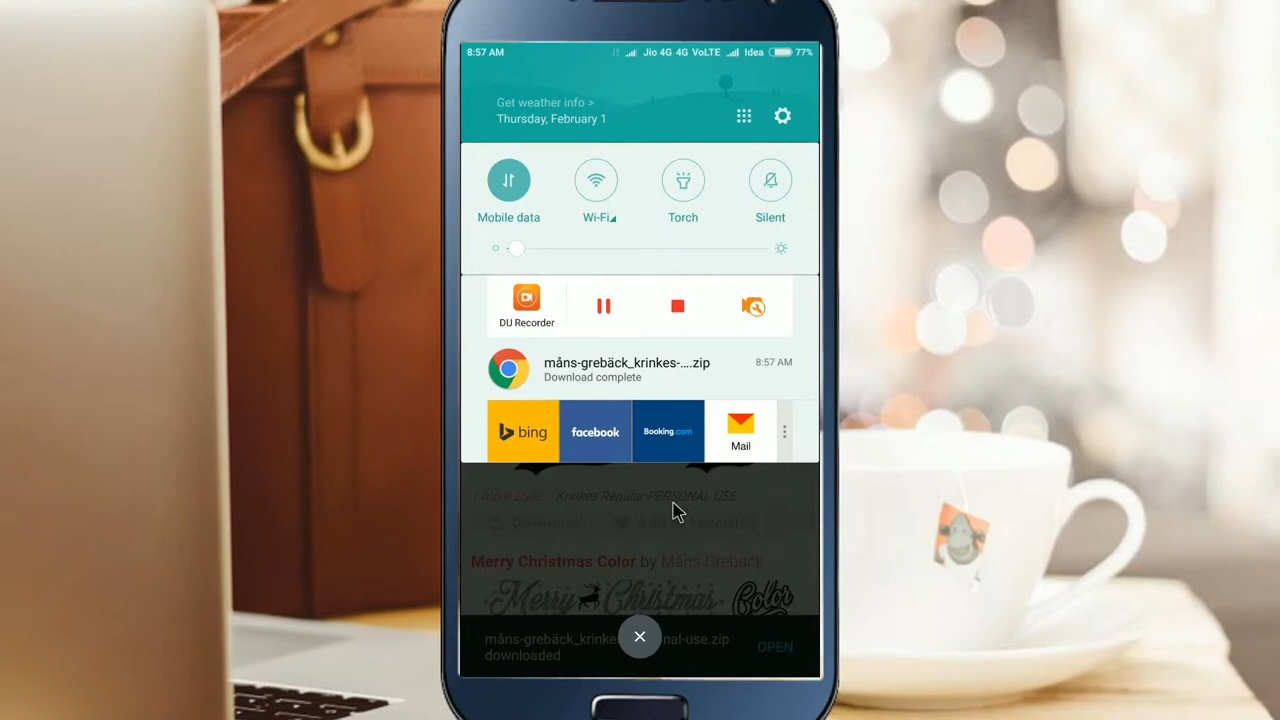 8:57 AM Jio 4G 4G VoLTE Idea 77%
Get weather info >
Thursday, February 1
Mobile data Wi-Fi Torch Silent
DU Recorder
måns-grebäck_krinkes-....zip 8:57 AM
Download complete
bing facebook Booking.com Mail
1 more style: Krinkes Regular PERSONAL USE
Download Add to Favorites
Merry Christmas Color by Måns Grebäck
Merry Christmas Color
måns-grebäck_krinke nal-use.zip
downloaded OPEN